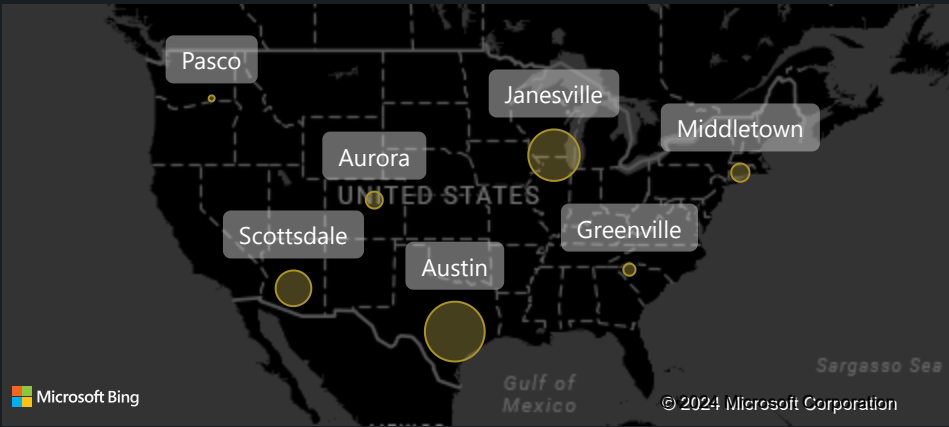 Pasco
Janesville
Middletown
Aurora
UNITED STATES
Scottsdale
Greenville
Austin
Sargasso Sea
Gulf of
Mexico
Microsoft Bing
© 2024 Microsoft Corporation